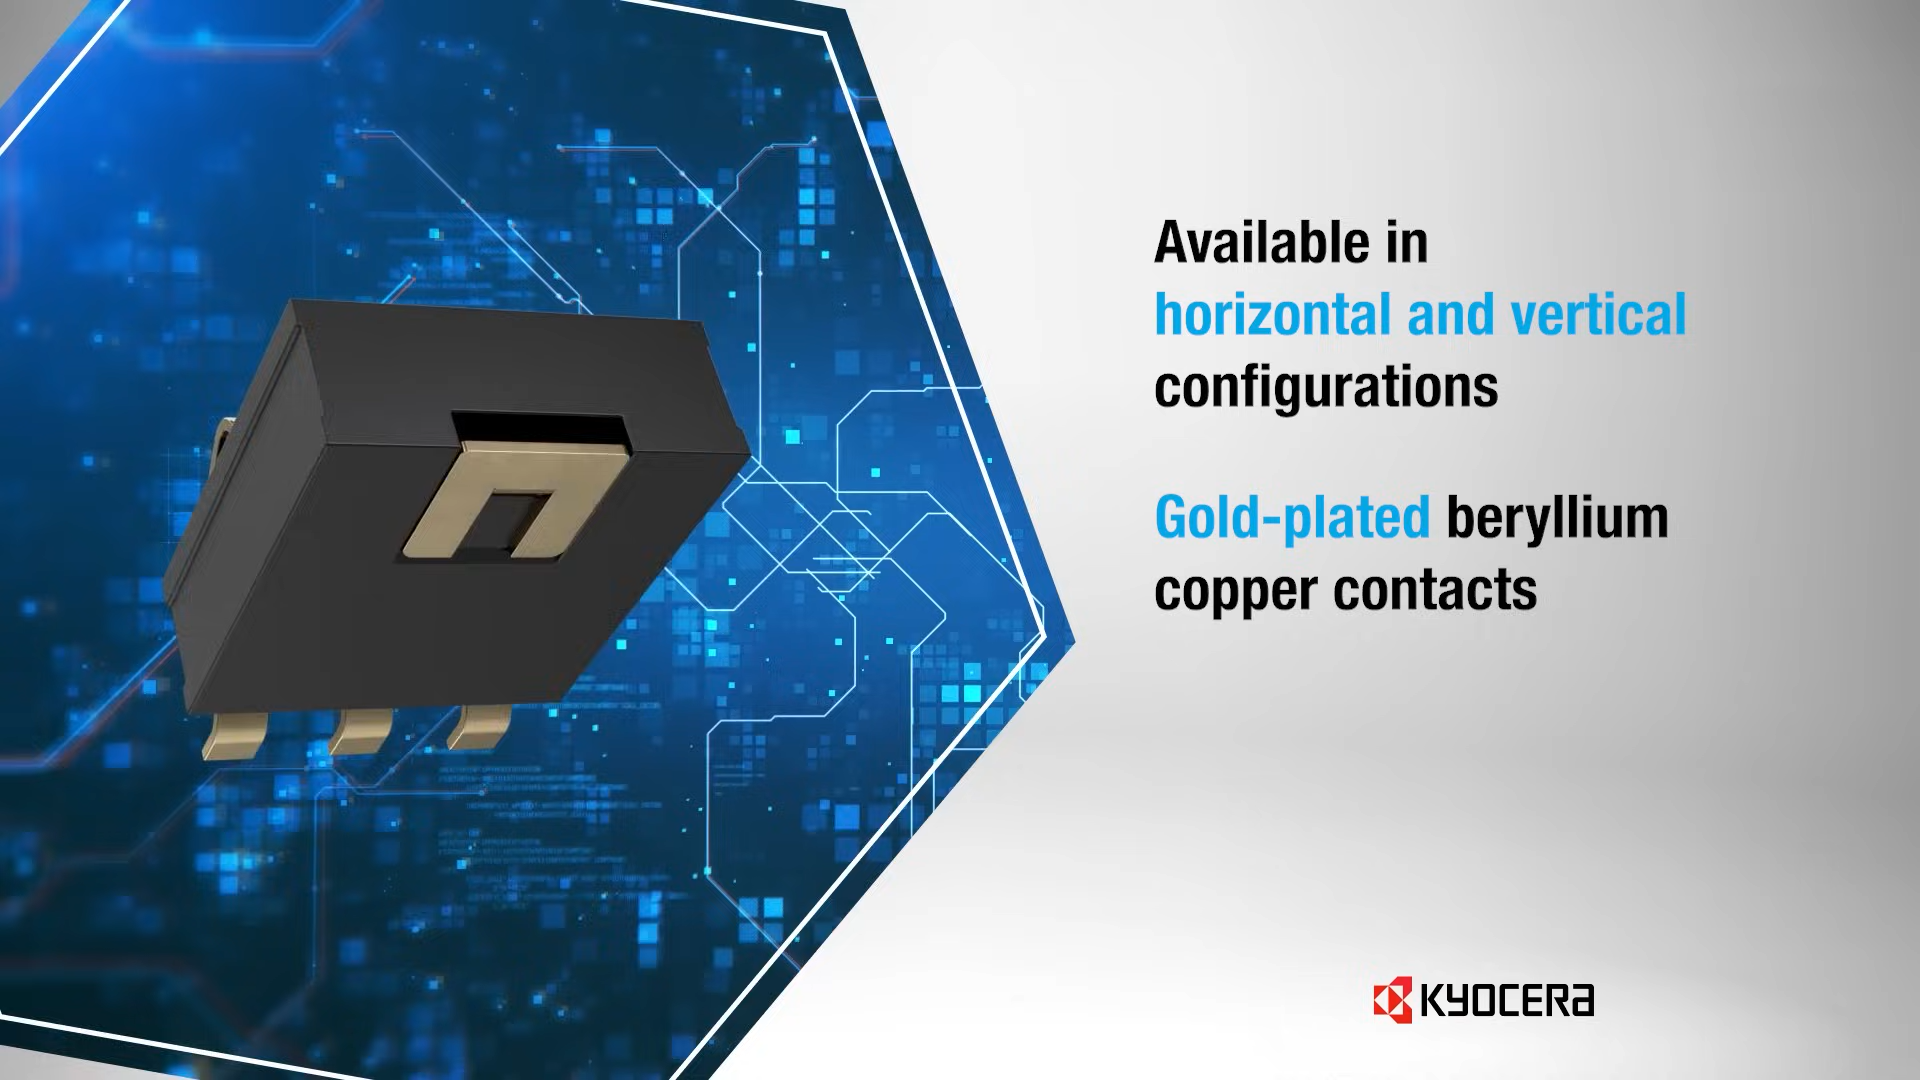 Available in
horizontal and vertical
configurations
Gold-plated beryllium
copper contacts
KYOCERA